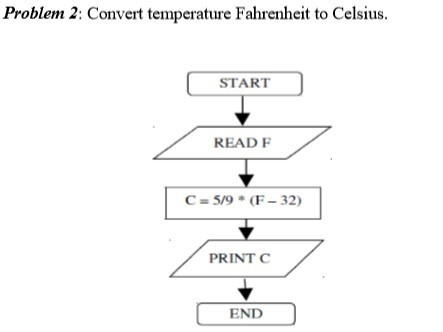 Problem 2: Convert temperature Fahrenheit to Celsius.
START
READ F
C = 5/9 * (F – 32)
PRINT C
END